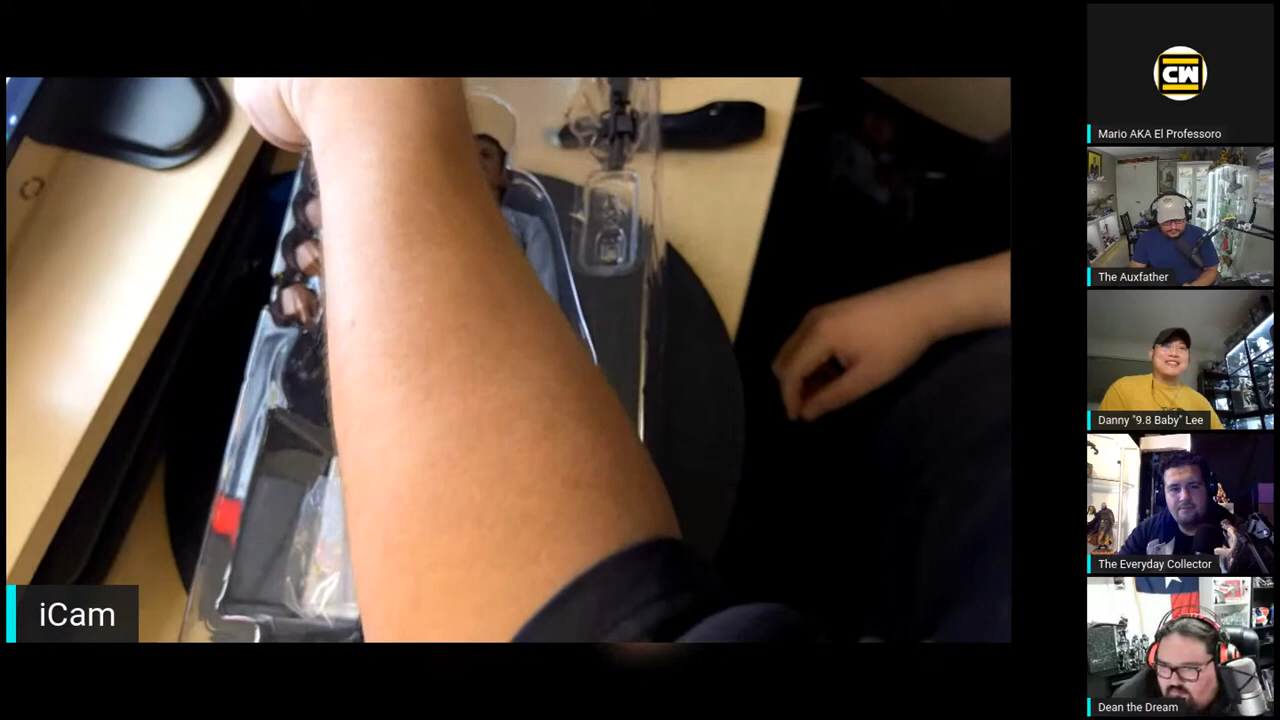 CW
Mario AKA El Professoro
The Auxfather
Danny "9.8 Baby" Lee
The Everyday Collector
iCam
Dean the Dream